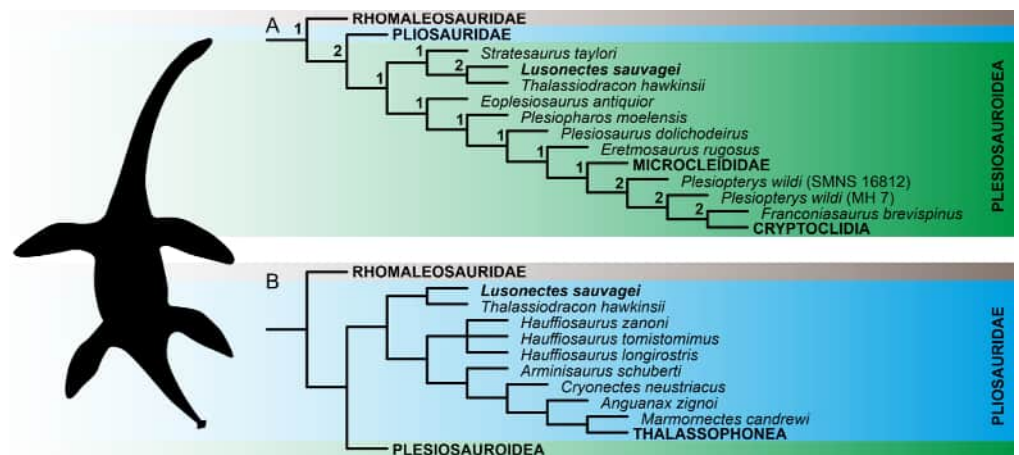 A
RHOMALEOSAURIDAE
1
PLIOSAURIDAE
2
Stratesaurus taylori
1
Lusonectes sauvagei
2
Thalassiodracon hawkinsii
1
Eoplesiosaurus antiquior
1
Plesiopharos moelensis
1
Plesiosaurus dolichodeirus
1
Eretmosaurus rugosus
1
MICROCLEIDIDAE
1
Plesiopterys wildi (SMNS 16812)
2
Plesiopterys wildi (MH 7)
2
Franconiasaurus brevispinus
2
CRYPTOCLIDIA
PLESIOSAUROIDEA
B
RHOMALEOSAURIDAE
Lusonectes sauvagei
Thalassiodracon hawkinsii
Hauffiosaurus zanoni
Hauffiosaurus tomistomimus
Hauffiosaurus longirostris
Arminisaurus schuberti
Cryonectes neustriacus
Anguanax zignoi
Marmornectes candrewi
THALASSOPHONEA
PLESIOSAUROIDEA
PLIOSAURIDAE